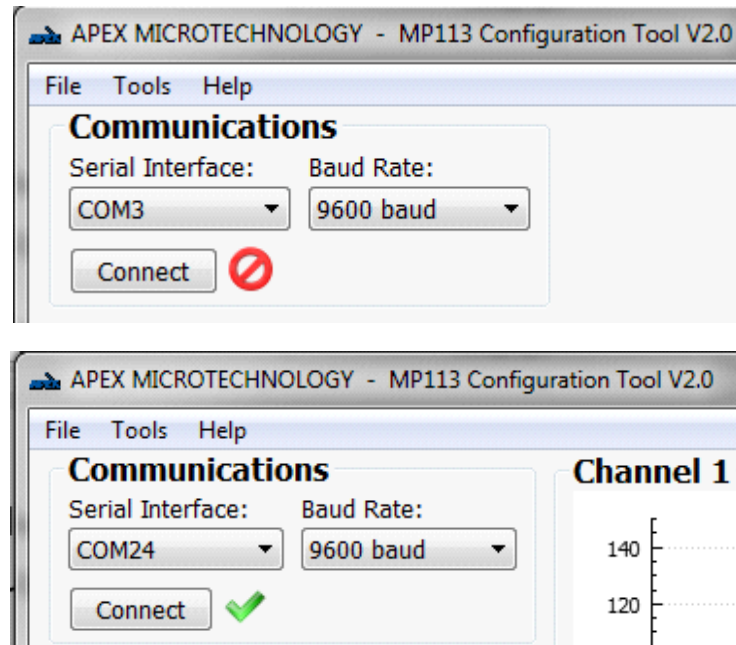 APEX MICROTECHNOLOGY - MP113 Configuration Tool V2.0
File Tools Help
Communications
Serial Interface: Baud Rate:
COM3 9600 baud
Connect
APEX MICROTECHNOLOGY - MP113 Configuration Tool V2.0
File Tools Help
Communications Channel 1
Serial Interface: Baud Rate:
COM24 9600 baud 140
Connect 120